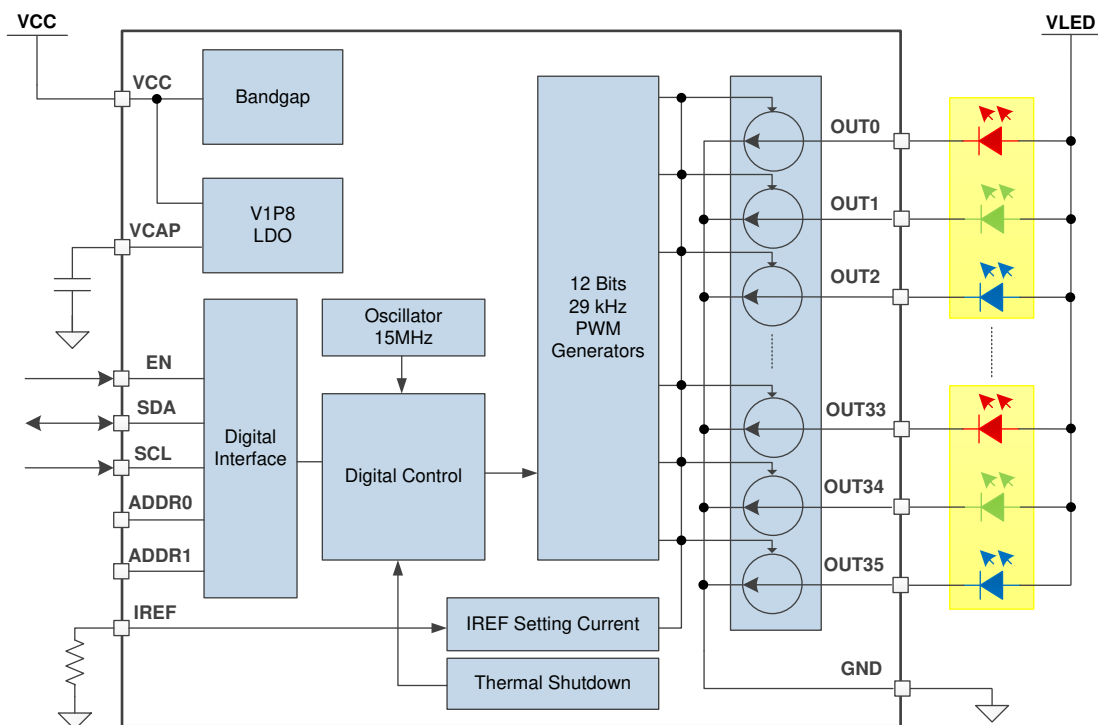 VCC
VLED
VCC
Bandgap
OUT0
V1P8
LDO
OUT1
VCAP
OUT2
12 Bits
29 kHz
PWM
Generators
Oscillator
15MHz
EN
SDA
OUT33
Digital
Interface
SCL
Digital Control
OUT34
ADDR0
ADDR1
OUT35
IREF
IREF Setting Current
GND
Thermal Shutdown